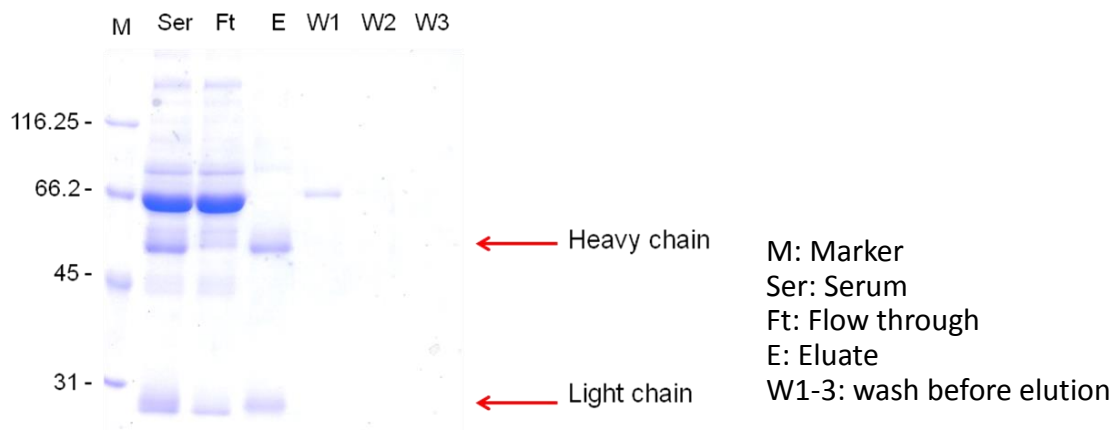 M Ser Ft E W1 W2 W3
116.25 -
66.2 -
Heavy chain
45 -
31 -
Light chain
M: Marker
Ser: Serum
Ft: Flow through
E: Eluate
W1-3: wash before elution